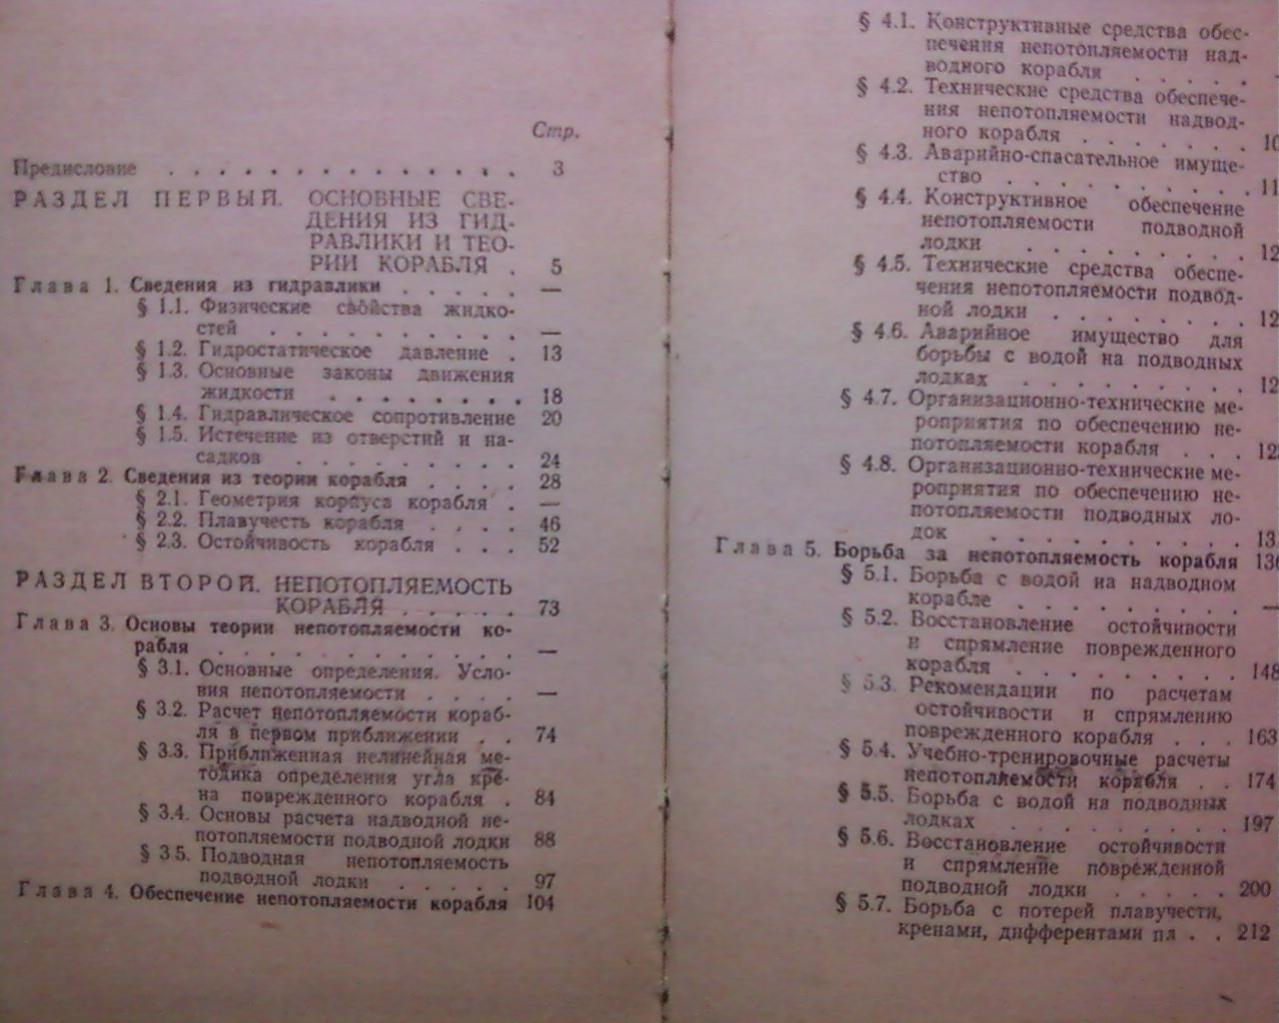 Стр.
Предисловие . . . . . . . . . . . . . . . 3
РАЗДЕЛ ПЕРВЫЙ. ОСНОВНЫЕ СВЕ-
ДЕНИЯ ИЗ ГИД-
РАВЛИКИ И ТЕО-
РИИ КОРАБЛЯ . 5
Глава 1. Сведения из гидравлики . . . . . —
§ 1.1. Физические свойства жидко-
стей . . . . . . . . . . —
§ 1.2. Гидростатическое давление . 13
§ 1.3. Основные законы движения
жидкости . . . . . . . . 18
§ 1.4. Гидравлическое сопротивление 20
§ 1.5. Истечение из отверстий и на-
садков . . . . . . . . . 24
Глава 2. Сведения из теории корабля . . . . 28
§ 2.1. Геометрия корпуса корабля . —
§ 2.2. Плавучесть корабля . . . . 46
§ 2.3. Остойчивость корабля . . . 52
РАЗДЕЛ ВТОРОЙ. НЕПОТОПЛЯЕМОСТЬ
КОРАБЛЯ . . . . . 73
Глава 3. Основы теории непотопляемости ко-
рабля . . . . . . . . . . . . —
§ 3.1. Основные определения. Усло-
вия непотопляемости . . . . —
§ 3.2. Расчет непотопляемости кораб-
ля в первом приближении . . 74
§ 3.3. Приближенная нелинейная ме-
тодика определения угла кре-
на поврежденного корабля . 84
§ 3.4. Основы расчета надводной не-
потопляемости подводной лодки 88
§ 3.5. Подводная непотопляемость
подводной лодки . . . . . 97
Глава 4. Обеспечение непотопляемости корабля 104
§ 4.1. Конструктивные средства обес-
печения непотопляемости над-
водного корабля . . . . .
§ 4.2. Технические средства обеспече-
ния непотопляемости надвод-
ного корабля . . . . . . . 10
§ 4.3. Аварийно-спасательное имуще-
ство . . . . . . . . . . 11
§ 4.4. Конструктивное обеспечение
непотопляемости подводной
лодки . . . . . . . . . 12
§ 4.5. Технические средства обеспе-
чения непотопляемости подвод-
ной лодки . . . . . . . . 12
§ 4.6. Аварийное имущество для
борьбы с водой на подводных
лодках . . . . . . . . . 12
§ 4.7. Организационно-технические ме-
роприятия по обеспечению не-
потопляемости корабля . . . 12
§ 4.8. Организационно-технические ме-
роприятия по обеспечению не-
потопляемости подводных ло-
док . . . . . . . . . . . 13
Глава 5. Борьба за непотопляемость корабля 13
§ 5.1. Борьба с водой на надводном
корабле . . . . . . . . . —
§ 5.2. Восстановление остойчивости
и спрямление поврежденного
корабля . . . . . . . . . 148
§ 5.3. Рекомендации по расчетам
остойчивости и спрямлению
поврежденного корабля . . . 163
§ 5.4. Учебно-тренировочные расчеты
непотопляемости корабля . . 174
§ 5.5. Борьба с водой на подводных
лодках . . . . . . . . . 197
§ 5.6. Восстановление остойчивости
и спрямление поврежденной
подводной лодки . . . . . 200
§ 5.7. Борьба с потерей плавучести,
кренами, дифферентами пл . . 212